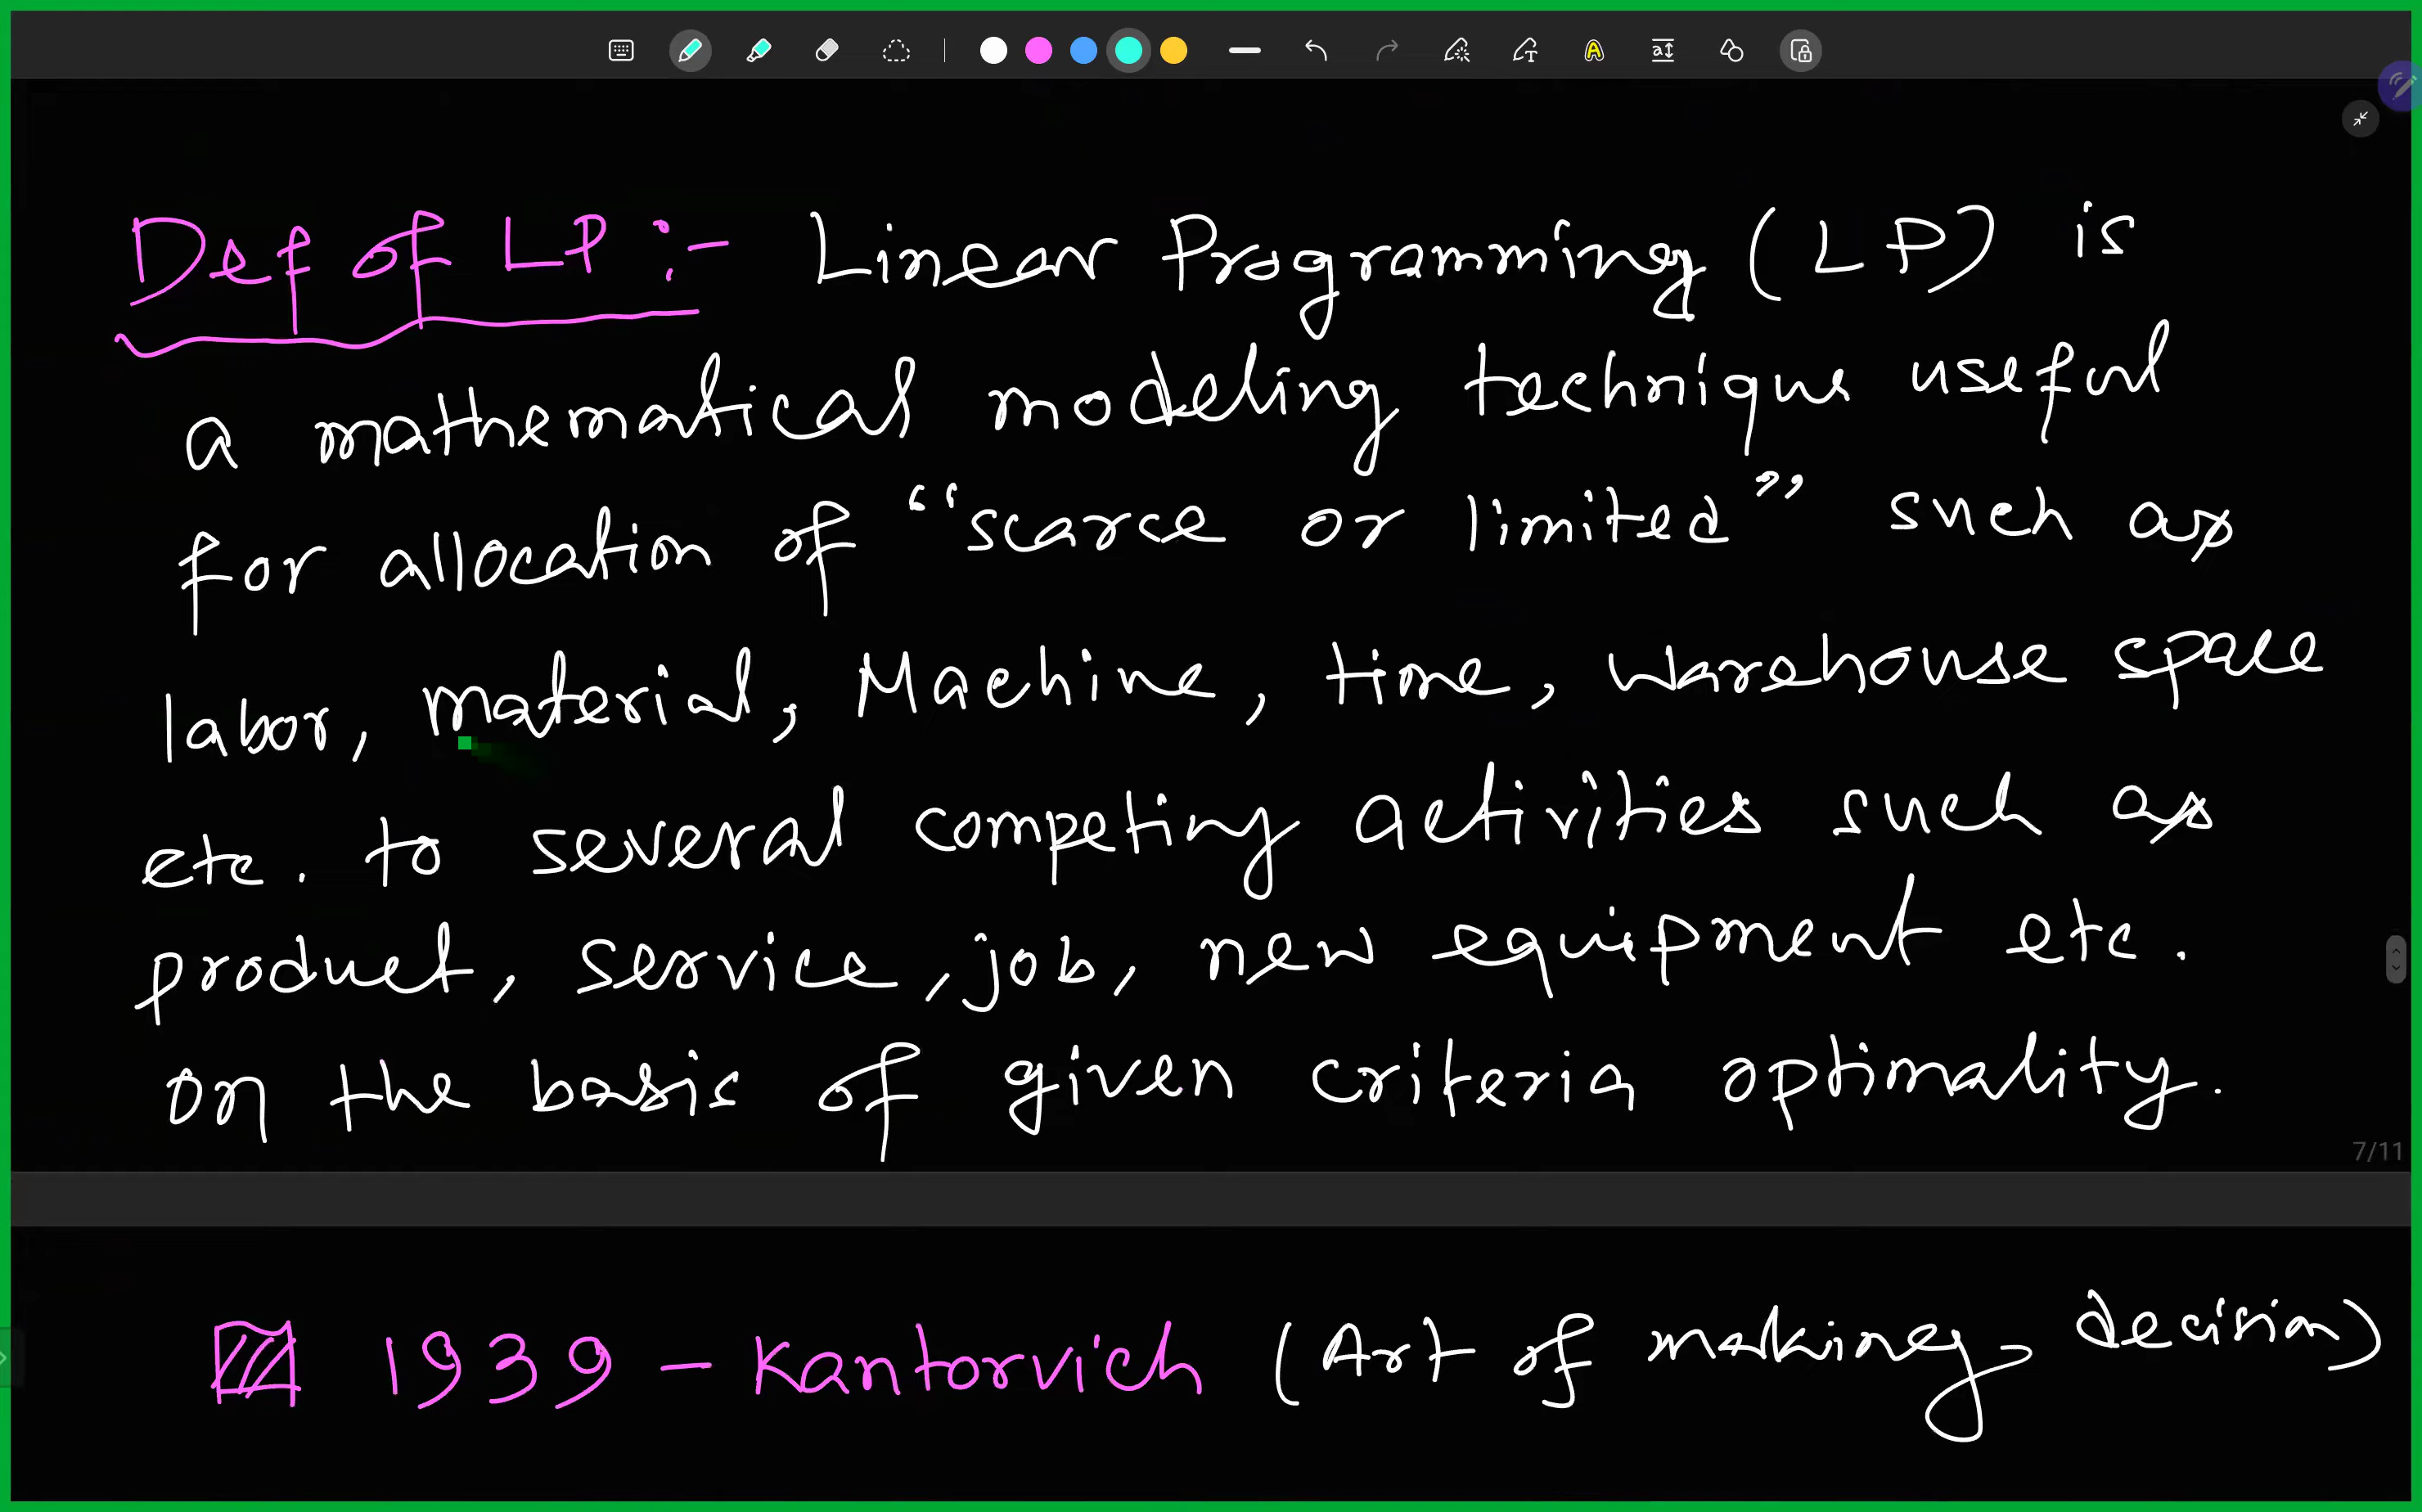 Def of LP :- Linear Programming (LP) is
a mathematical modeling technique useful
for allocation of "scarce or limited" such as
labor, material, Machine, time, warehouse space
etc. to several competing activities such as
product, service, job, new equipment etc.
on the basis of given criteria optimality.
7/11
1939 - Kantorvich (Art of making decision)